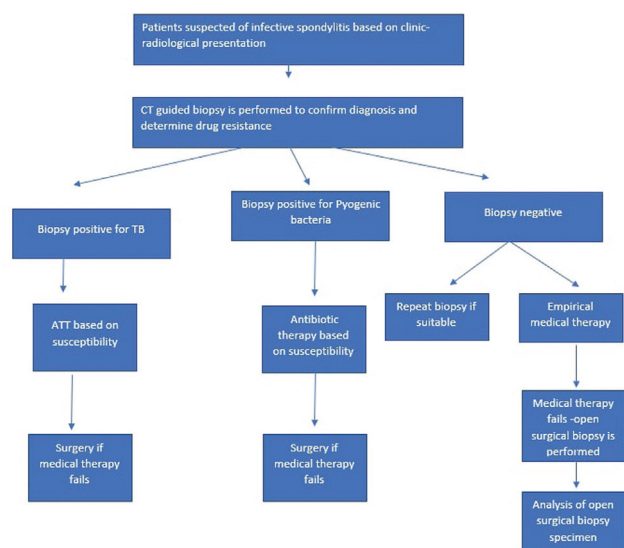 Patients suspected of infective spondylitis based on clinic-
radiological presentation
CT guided biopsy is performed to confirm diagnosis and
determine drug resistance
Biopsy positive for TB
Biopsy positive for Pyogenic
bacteria
Biopsy negative
ATT based on
susceptibility
Antibiotic
therapy based
on susceptibility
Repeat biopsy if
suitable
Empirical
medical therapy
Surgery if
medical therapy
fails
Surgery if
medical therapy
fails
Medical therapy
fails -open
surgical biopsy is
performed
Analysis of open
surgical biopsy
specimen